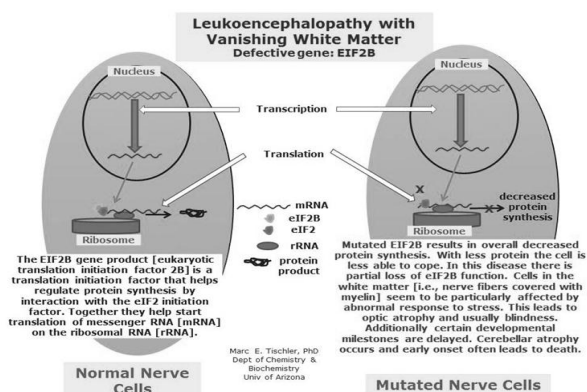 Leukoencephalopathy with
Vanishing White Matter
Defective gene: EIF2B
Nucleus
Transcription
Translation
mRNA
eIF2B
eIF2
rRNA
protein
product
Ribosome
The EIF2B gene product [eukaryotic
translation initiation factor 2B] is a
translation initiation factor that helps
regulate protein synthesis by
interaction with the eIF2 initiation
factor. Together they help start
translation of messenger RNA [mRNA]
on the ribosomal RNA [rRNA].
Normal Nerve
Cells
Marc E. Tischler, PhD
Dept of Chemistry &
Biochemistry
Univ of Arizona
Nucleus
X
X
decreased
protein
synthesis
Ribosome
Mutated EIF2B results in overall decreased
protein synthesis. With less protein the cell is
less able to cope. In this disease there is
partial loss of eIF2B function. Cells in the
white matter [i.e., nerve fibers covered with
myelin] seem to be particularly affected by
abnormal response to stress. This leads to
optic atrophy and usually blindness.
Additionally certain developmental
milestones are delayed. Cerebellar atrophy
occurs and early onset often leads to death.
Mutated Nerve Cells